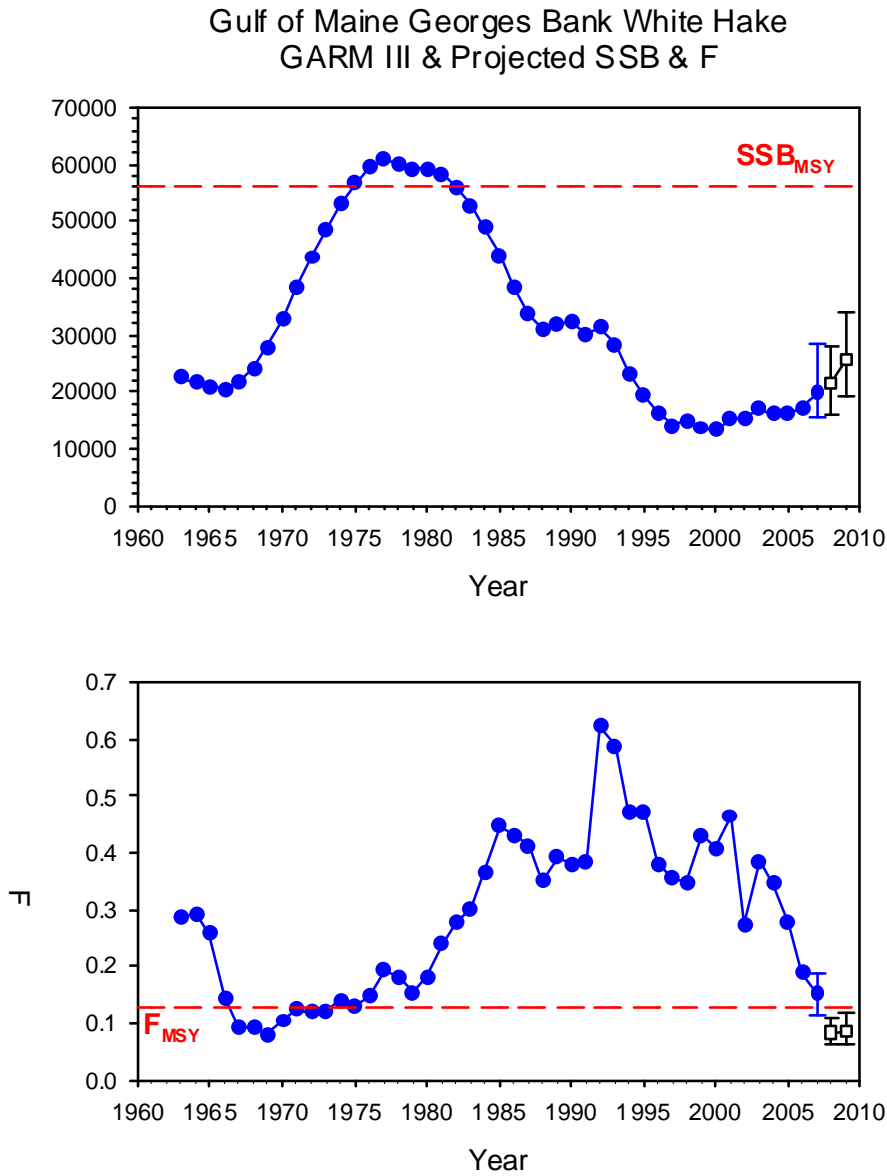 Gulf of Maine Georges Bank White Hake
GARM III & Projected SSB & F
70000
60000
50000
40000
30000
20000
10000
0
SSBMSY
1960 1965 1970 1975 1980 1985 1990 1995 2000 2005 2010
Year
F
0.7
0.6
0.5
0.4
0.3
0.2
0.1
0.0
FMSY
1960 1965 1970 1975 1980 1985 1990 1995 2000 2005 2010
Year